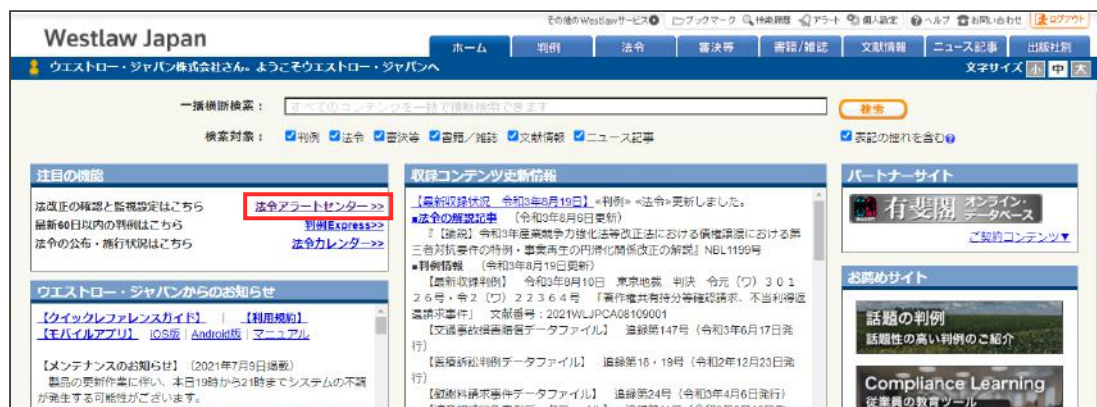 その他のWestlawサービス ブックマーク 検索履歴 アラート 個人設定 ヘルプ お問い合わせ ログアウト
Westlaw Japan
ホーム 判例 法令 審決等 書籍/雑誌 文献情報 ニュース記事 出版社別
ウエストロー・ジャパン株式会社さん。ようこそウエストロー・ジャパンへ
文字サイズ 小 中 大
一括横断検索： すべてのコンテンツを一括で横断検索できます 検索
検索対象： 判例 法令 審決等 書籍／雑誌 文献情報 ニュース記事 表記の揺れを含む
注目の機能
法改正の確認と監視設定はこちら 法令アラートセンター>>
最新60日以内の判例はこちら 判例Express>>
法令の公布・施行状況はこちら 法令カレンダー>>
ウエストロー・ジャパンからのお知らせ
【クイックレファレンスガイド】 | 【利用規約】
【モバイルアプリ】 iOS版 | Android版 | マニュアル
【メンテナンスのお知らせ】（2021年7月9日掲載）
製品の更新作業に伴い、本日19時から21時までシステムの不調
が発生する可能性がございます。
収録コンテンツ更新情報
【最新収録状況 令和3年8月19日】«判例» «法令»更新しました。
■法令の解説記事 （令和3年8月6日更新）
『【論説】令和3年産業競争力強化法等改正法における債権譲渡における第
三者対抗要件の特例・事業再生の円滑化関係改正の解説』NBL1199号
■判例情報 （令和3年8月19日更新）
【最新収録判例】 令和3年8月10日 東京地裁 判決 令元（ワ）３０１
２６号・令２（ワ）２２３６４号 「著作権共有持分等確認請求、不当利得返
還請求事件」 文献番号：2021WLJPCA08109001
【交通事故損害賠償データファイル】 追録第147号（令和3年6月17日発
行）
【医療訴訟判例データファイル】 追録第18・19号（令和2年12月23日発
行）
【慰謝料請求事件データファイル】 追録第24号（令和3年4月6日発行）
パートナーサイト
有斐閣 オンライン・データベース
ご契約コンテンツ▼
お薦めサイト
話題の判例
話題性の高い判例のご紹介
Compliance Learning
従業員の教育ツール